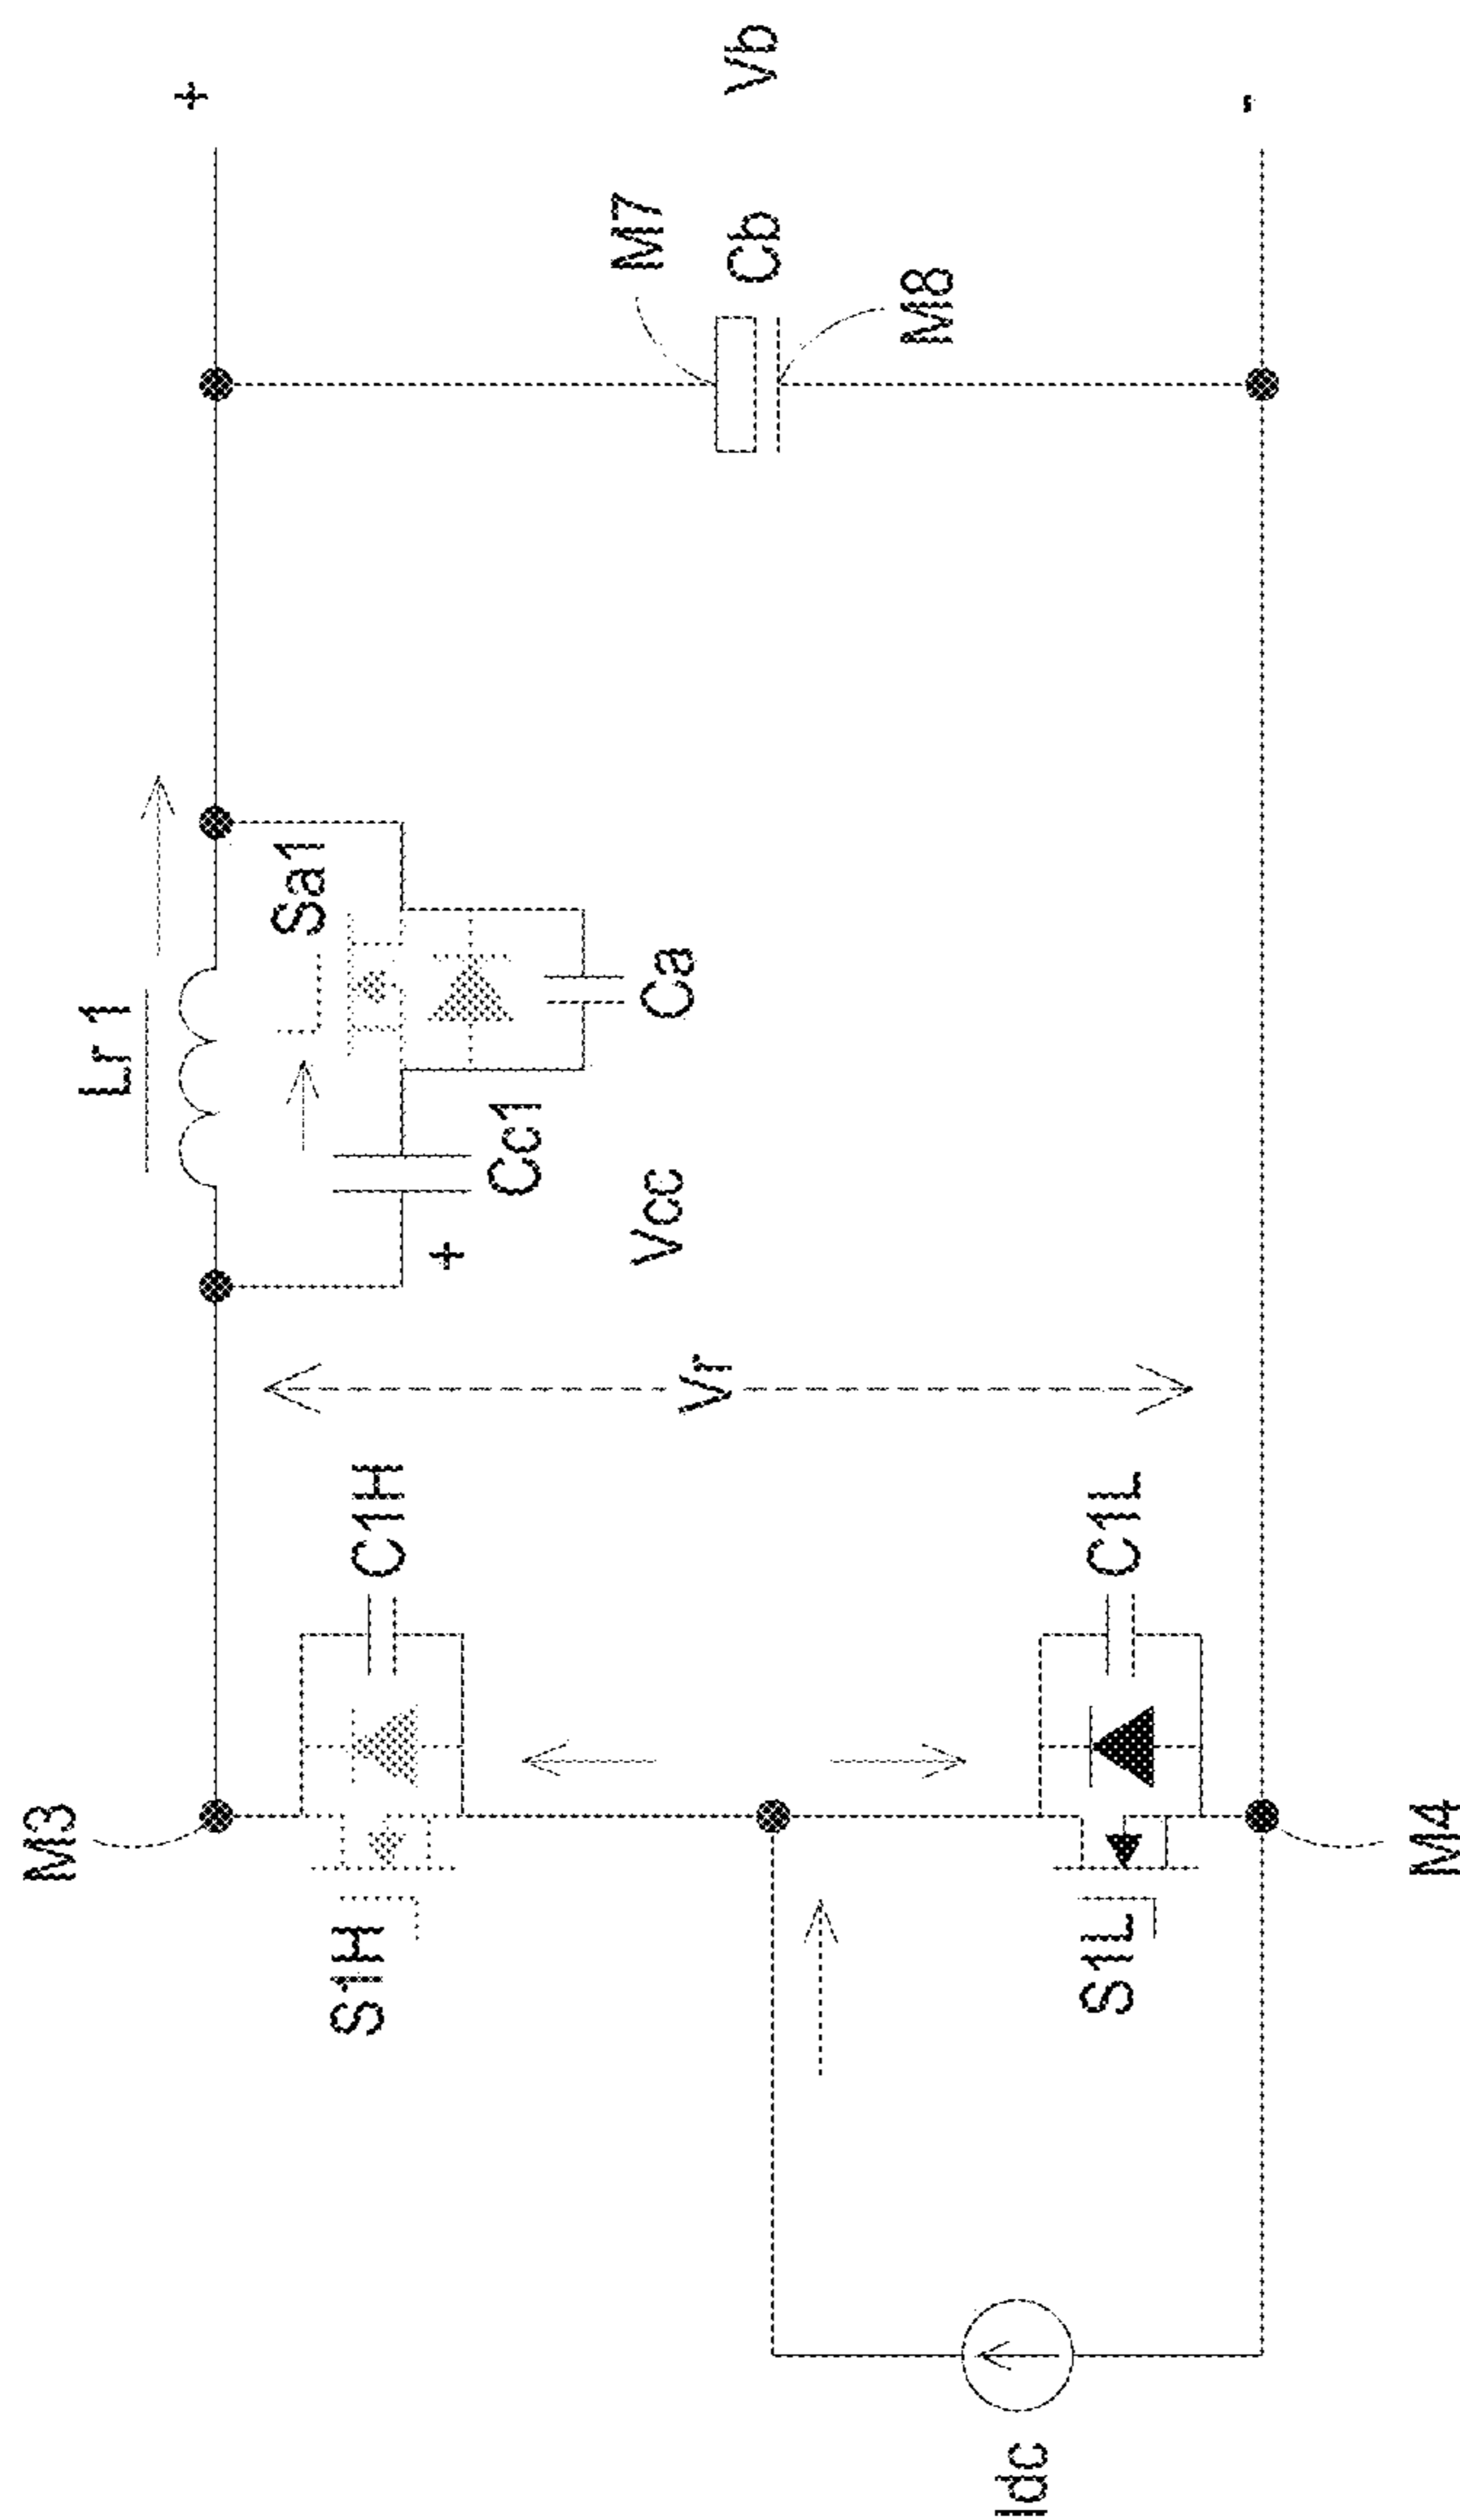 M3
Lr1
+
S1H
C1H
+
Cc1
Sa1
Ca
Vcc
Vr
M7
Cb
Vb
M8
S1L
C1L
-
Idc
M4